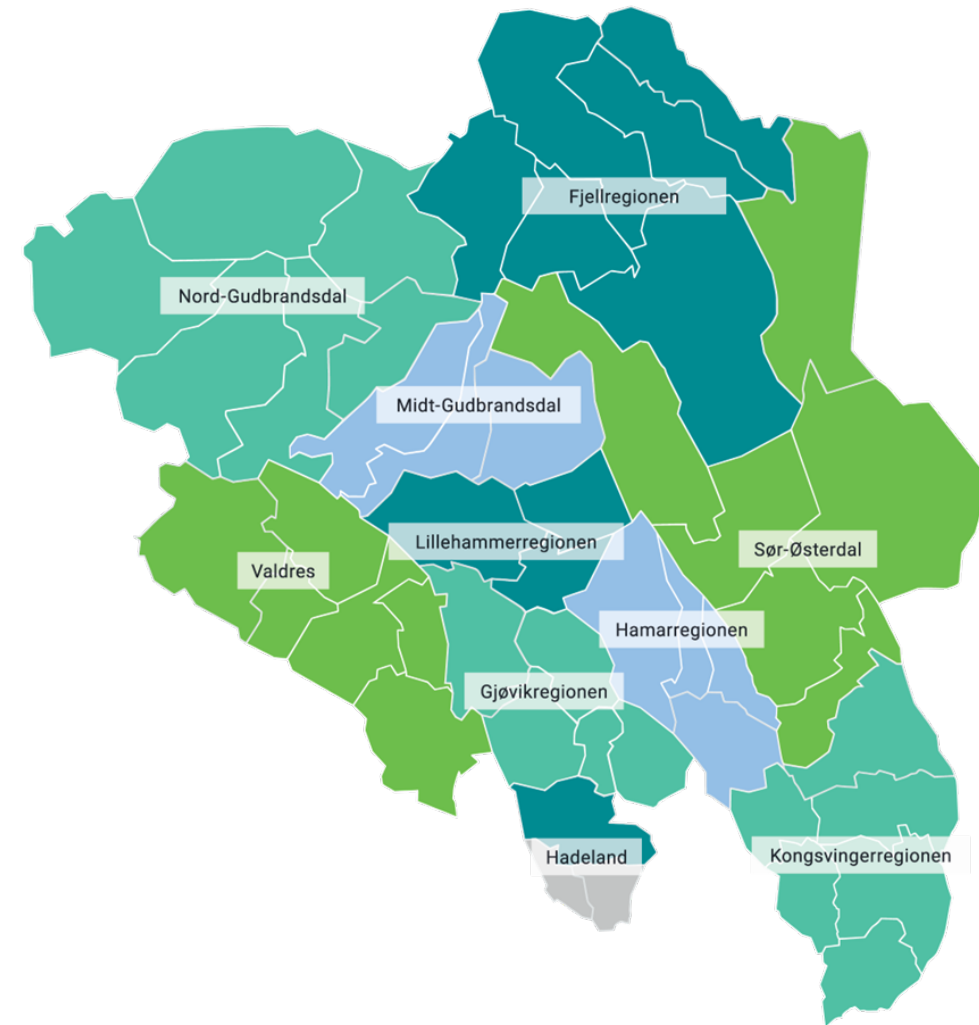 Fjellregionen
Nord-Gudbrandsdal
Midt-Gudbrandsdal
Lillehammerregionen
Sør-Østerdal
Valdres
Hamarregionen
Gjøvikregionen
Hadeland
Kongsvingerregionen